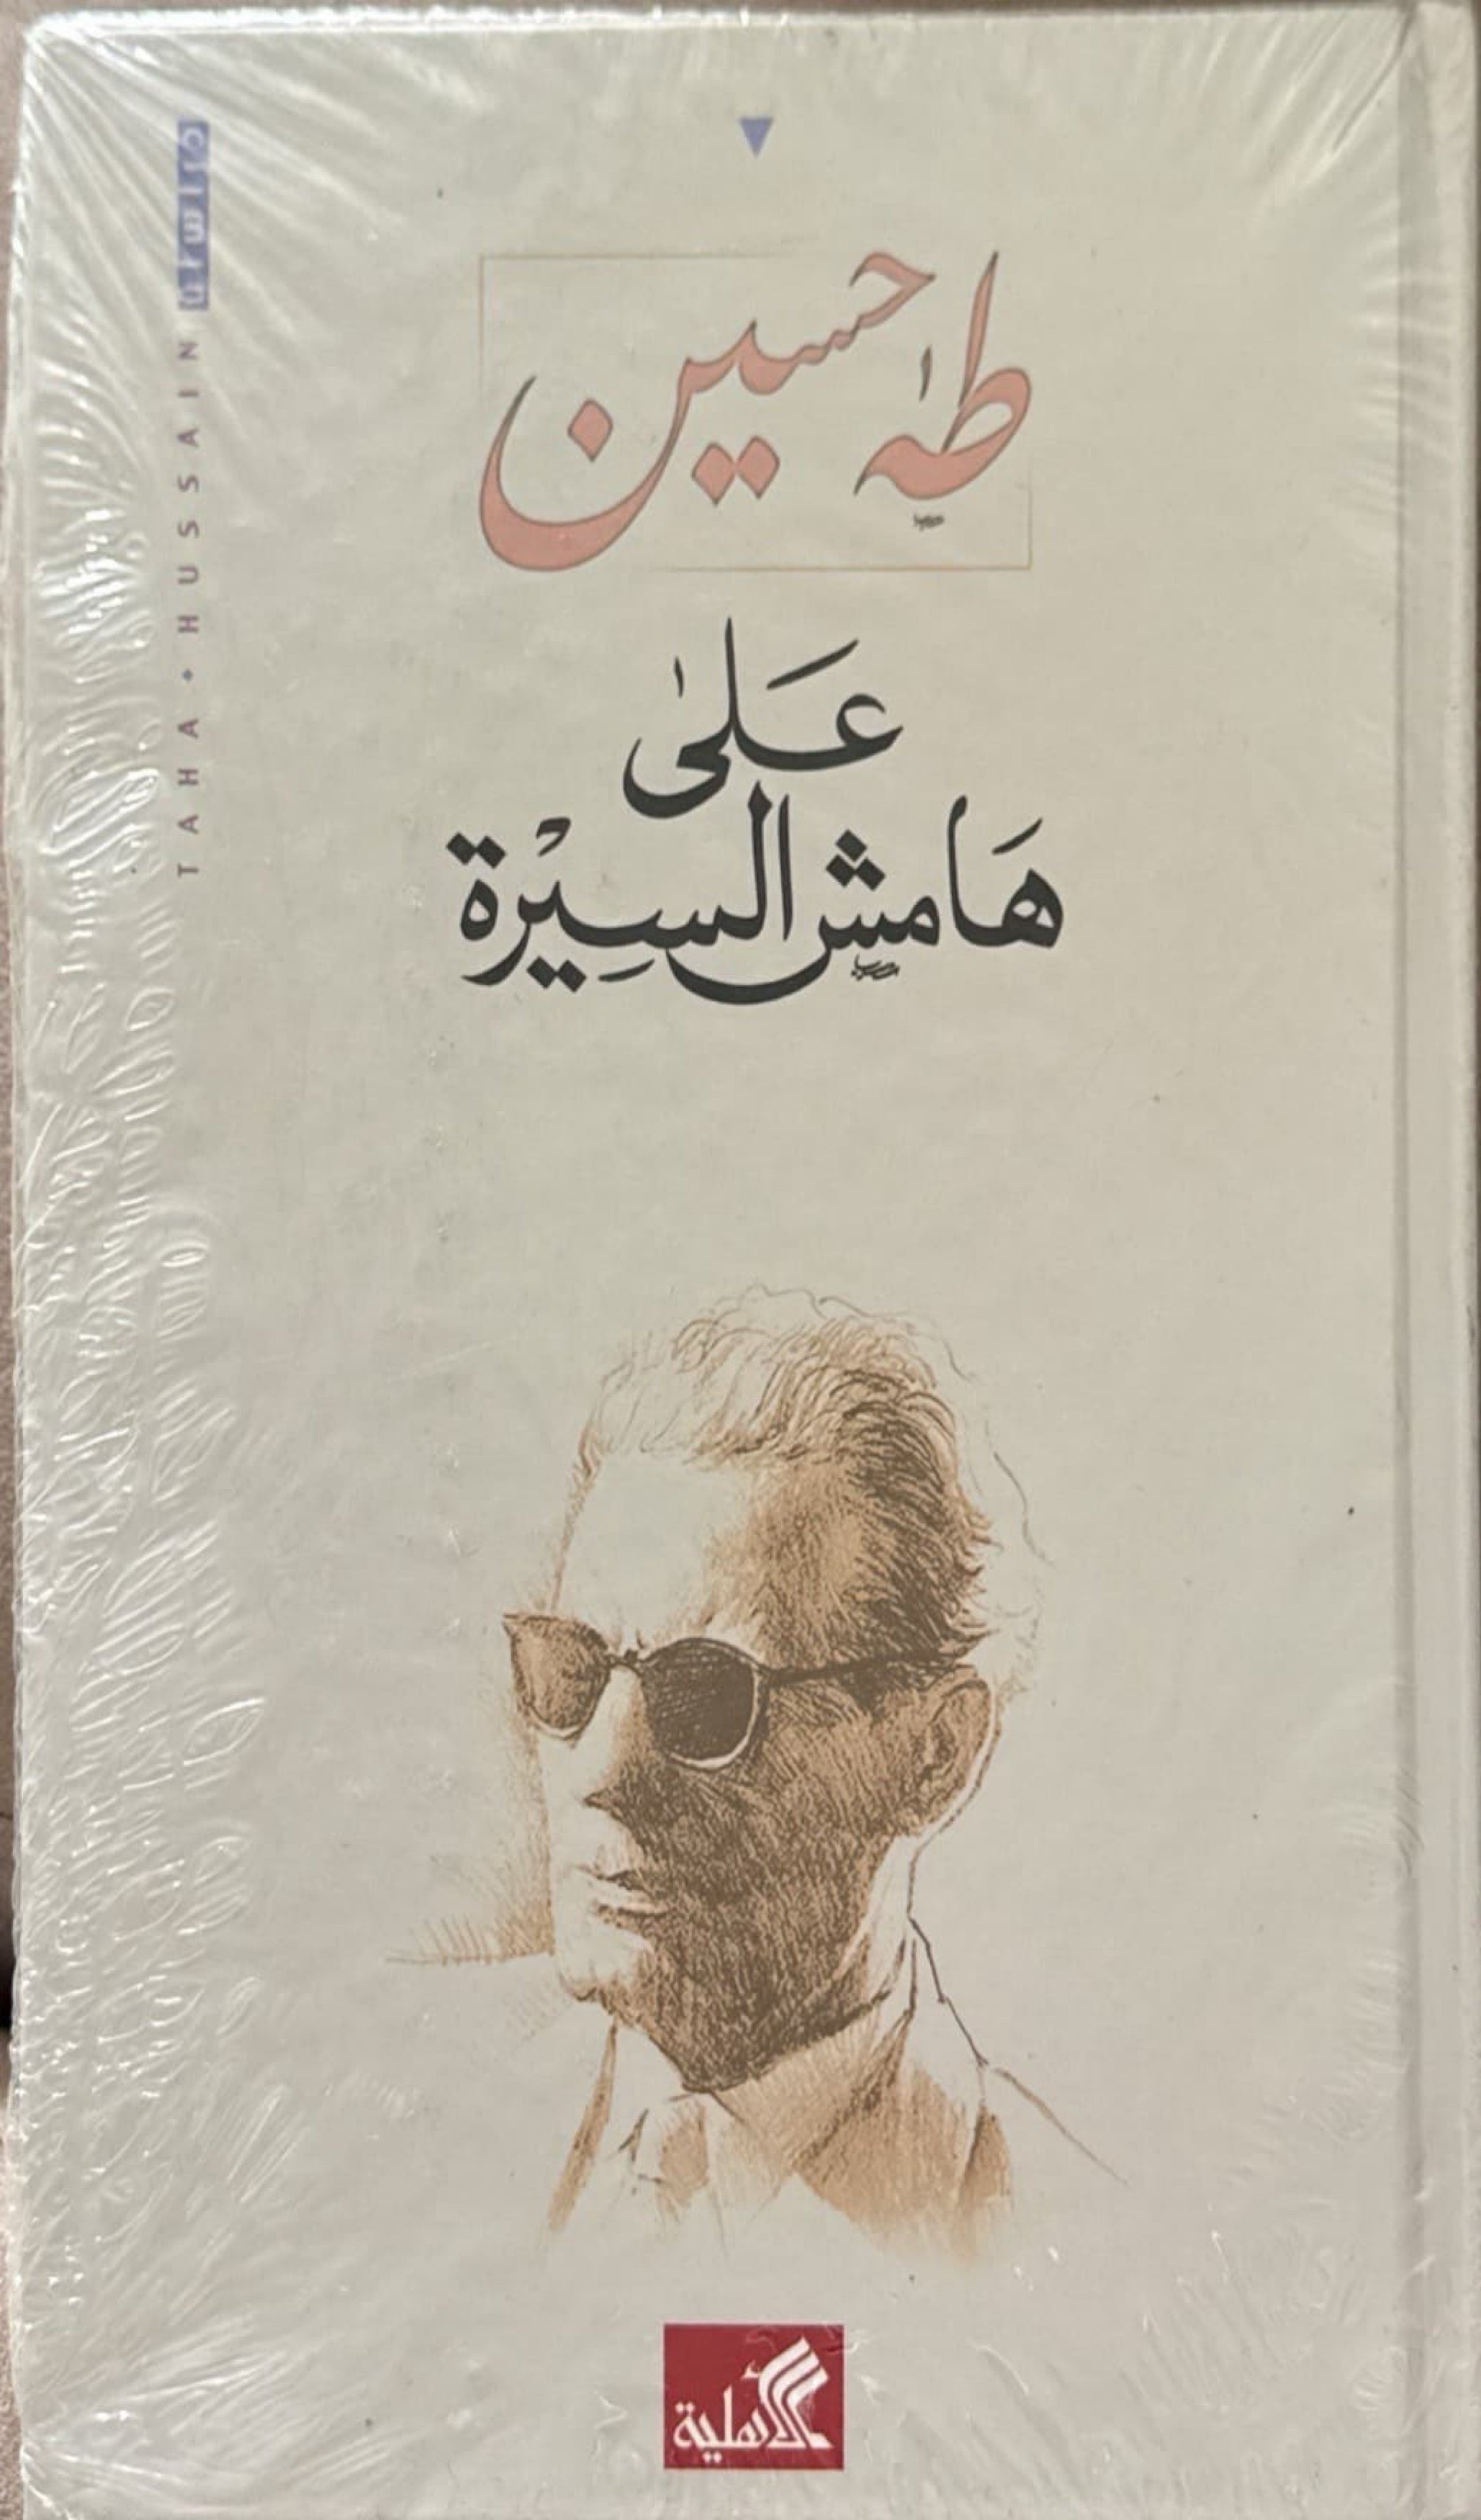 طه حسين
على
هامش السيرة
TAHA • HUSSAIN
الأهلية